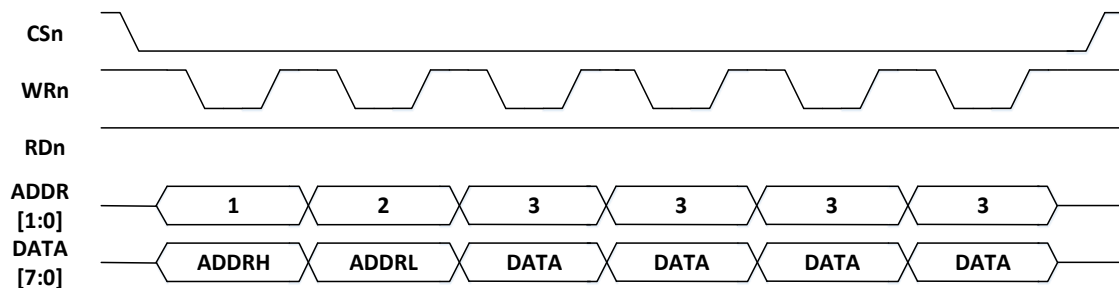 CSn
WRn
RDn
ADDR
[1:0]
1 2 3 3 3 3
DATA
[7:0]
ADDRH ADDRL DATA DATA DATA DATA